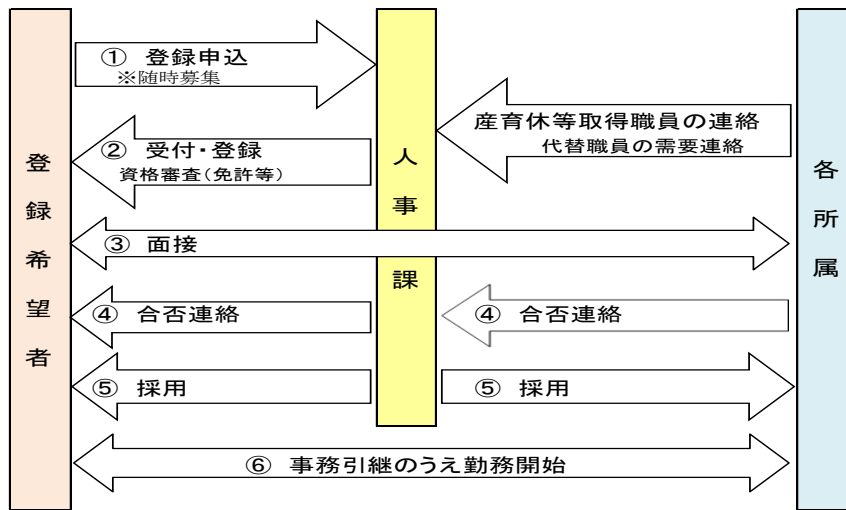 登録希望者
① 登録申込
※随時募集
② 受付・登録
資格審査(免許等)
人事課
産育休等取得職員の連絡
代替職員の需要連絡
各所属
③ 面接
④ 合否連絡
④ 合否連絡
⑤ 採用
⑤ 採用
⑥ 事務引継のうえ勤務開始